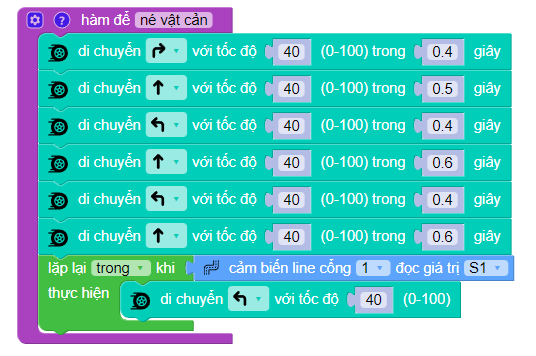 ? hàm để né vật cản
di chuyển với tốc độ 40 (0-100) trong 0.4 giây
di chuyển với tốc độ 40 (0-100) trong 0.5 giây
di chuyển với tốc độ 40 (0-100) trong 0.4 giây
di chuyển với tốc độ 40 (0-100) trong 0.6 giây
di chuyển với tốc độ 40 (0-100) trong 0.4 giây
di chuyển với tốc độ 40 (0-100) trong 0.6 giây
lặp lại trong khi cảm biến line cổng 1 đọc giá trị S1
thực hiện di chuyển với tốc độ 40 (0-100)